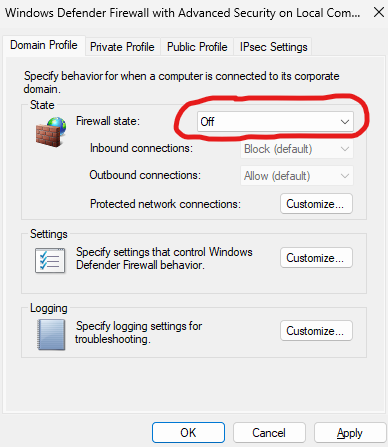 Windows Defender Firewall with Advanced Security on Local Com...
Domain Profile Private Profile Public Profile IPsec Settings
Specify behavior for when a computer is connected to its corporate
domain.
State
Firewall state: Off
Inbound connections: Block (default)
Outbound connections: Allow (default)
Protected network connections: Customize...
Settings
Specify settings that control Windows
Defender Firewall behavior.
Customize...
Logging
Specify logging settings for
troubleshooting.
Customize...
OK Cancel Apply